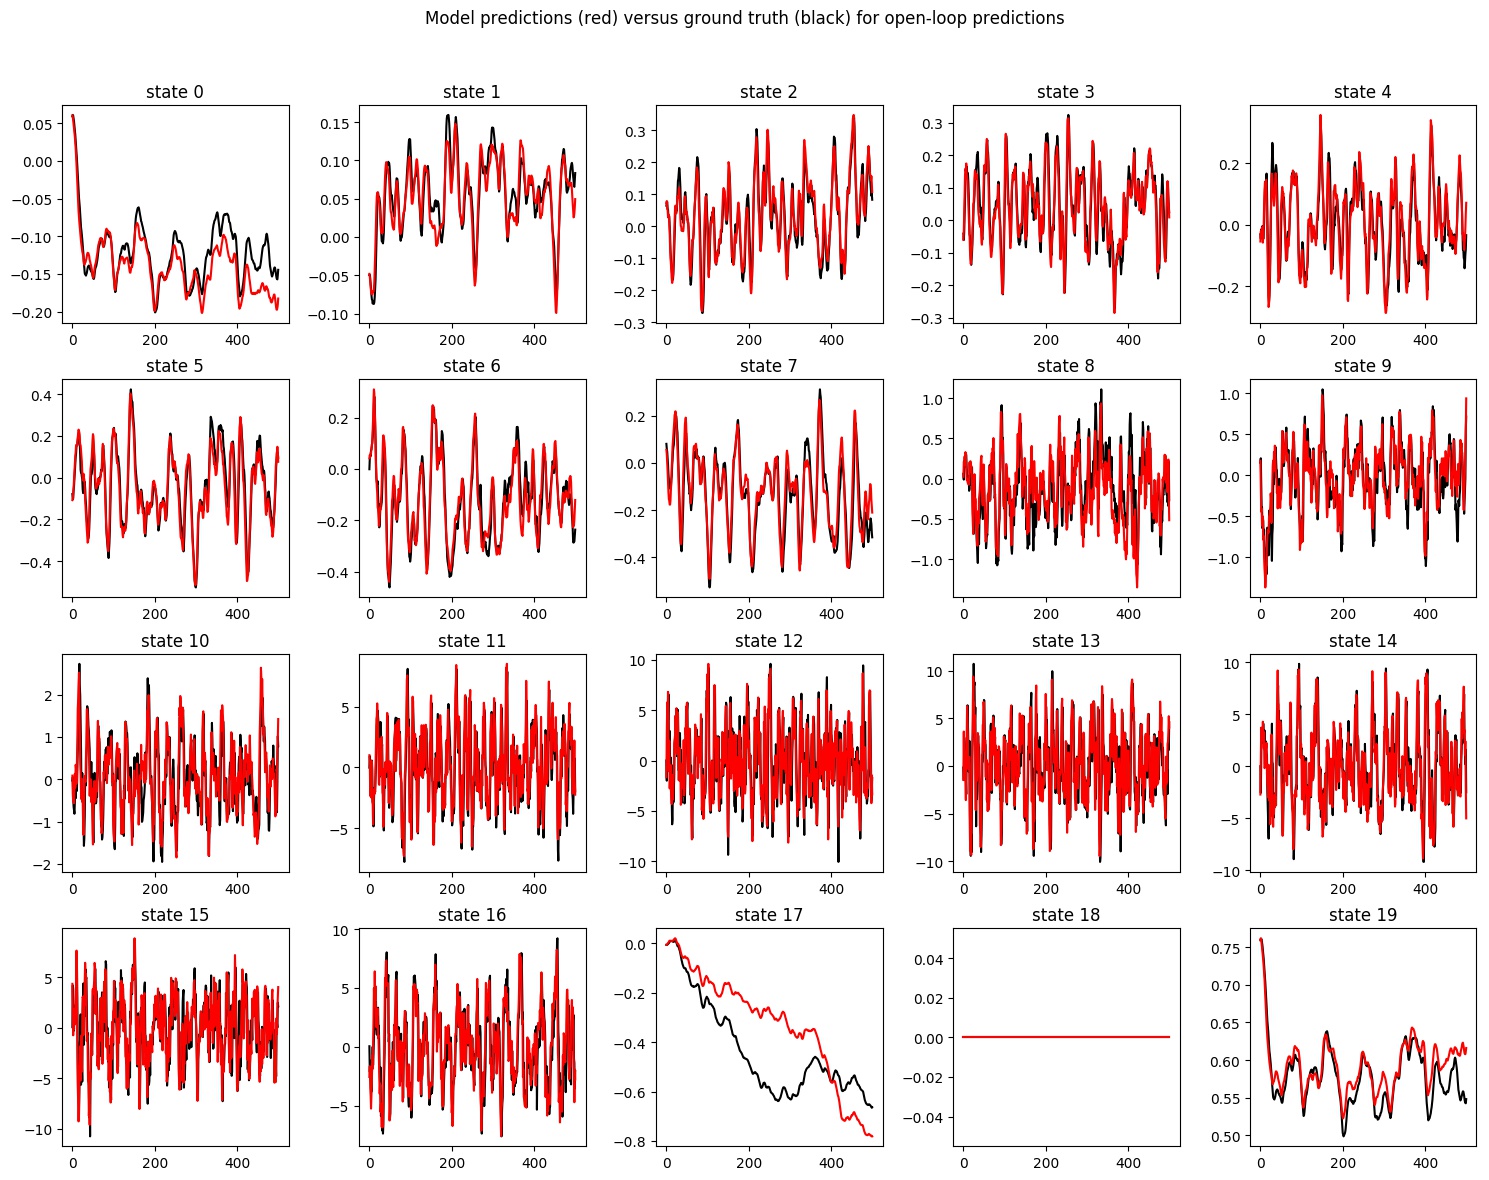 Model predictions (red) versus ground truth (black) for open-loop predictions
state 0 state 1 state 2 state 3 state 4
0.05 0.00 −0.05 −0.10 −0.15 −0.20 0 200 400
0.15 0.10 0.05 0.00 −0.05 −0.10 0 200 400
0.3 0.2 0.1 0.0 −0.1 −0.2 −0.3 0 200 400
0.3 0.2 0.1 0.0 −0.1 −0.2 −0.3 0 200 400
0.2 0.0 −0.2 0 200 400
state 5 state 6 state 7 state 8 state 9
0.4 0.2 0.0 −0.2 −0.4 0 200 400
0.2 0.0 −0.2 −0.4 0 200 400
0.2 0.0 −0.2 −0.4 0 200 400
1.0 0.5 0.0 −0.5 −1.0 0 200 400
1.0 0.5 0.0 −0.5 −1.0 0 200 400
state 10 state 11 state 12 state 13 state 14
2 1 0 −1 −2 0 200 400
5 0 −5 0 200 400
10 5 0 −5 −10 0 200 400
10 5 0 −5 −10 0 200 400
10 5 0 −5 −10 0 200 400
state 15 state 16 state 17 state 18 state 19
5 0 −5 −10 0 200 400
10 5 0 −5 0 200 400
0.0 −0.2 −0.4 −0.6 −0.8 0 200 400
0.04 0.02 0.00 −0.02 −0.04 0 200 400
0.75 0.70 0.65 0.60 0.55 0.50 0 200 400